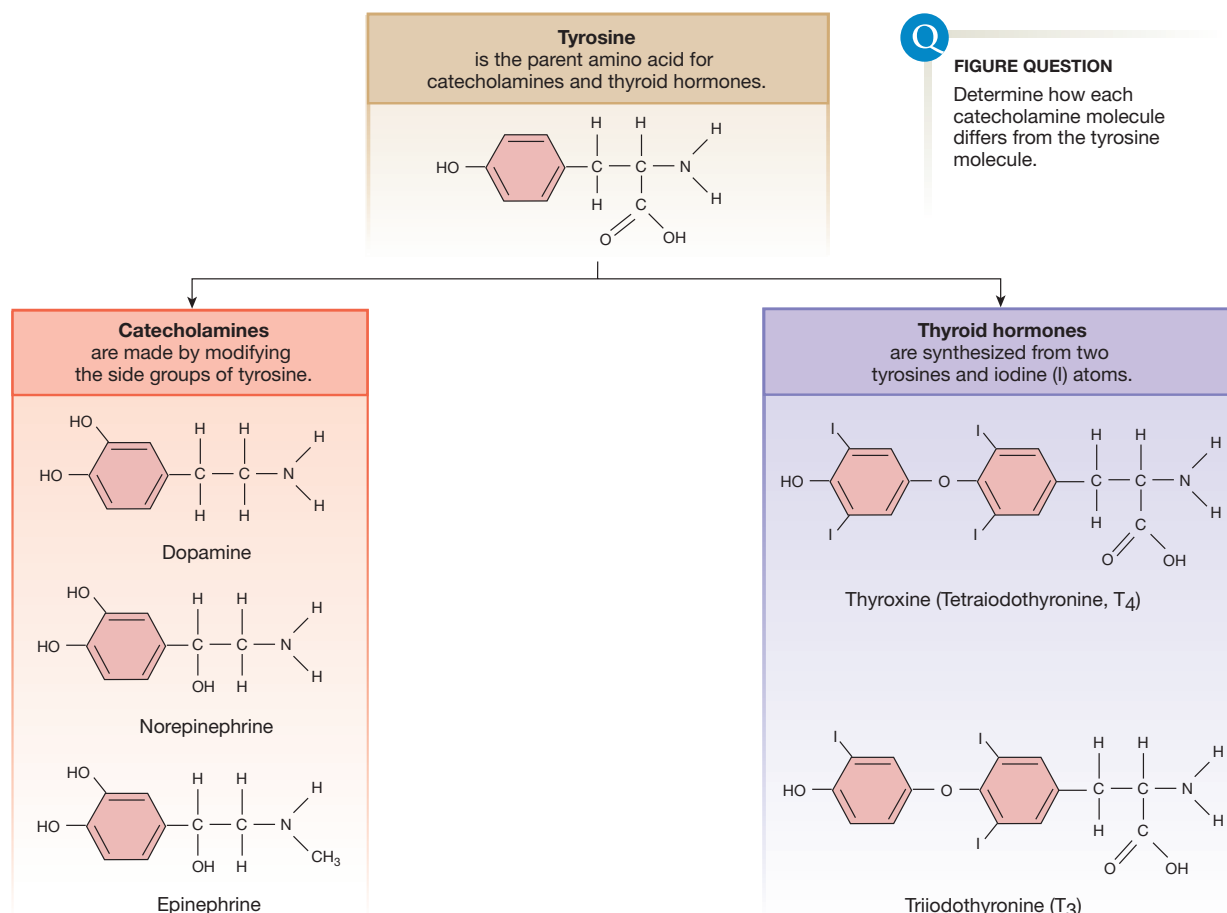 Tyrosine
is the parent amino acid for
catecholamines and thyroid hormones.
Q
FIGURE QUESTION
Determine how each
catecholamine molecule
differs from the tyrosine
molecule.
H H H
HO C C N
H C H
O OH
Catecholamines
are made by modifying
the side groups of tyrosine.
HO H H H
HO C C N
H H H
Dopamine
HO H H H
HO C C N
OH H H
Norepinephrine
HO H H H
HO C C N
OH H CH3
Epinephrine
Thyroid hormones
are synthesized from two
tyrosines and iodine (I) atoms.
I I H H H
HO O C C N
I I H C H
O OH
Thyroxine (Tetraiodothyronine, T4)
I I H H H
HO O C C N
I H C H
O OH
Triiodothyronine (T3)